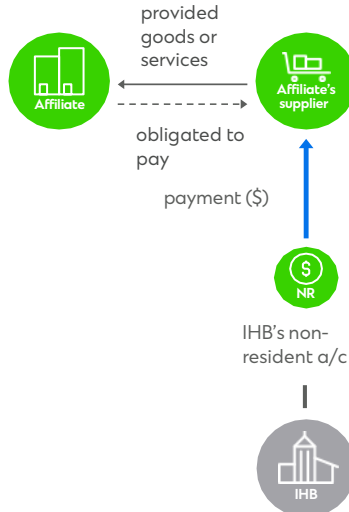 provided
goods or
services
Affiliate
Affiliate's
supplier
obligated to
pay
payment ($)
$
NR
IHB's non-
resident a/c
IHB